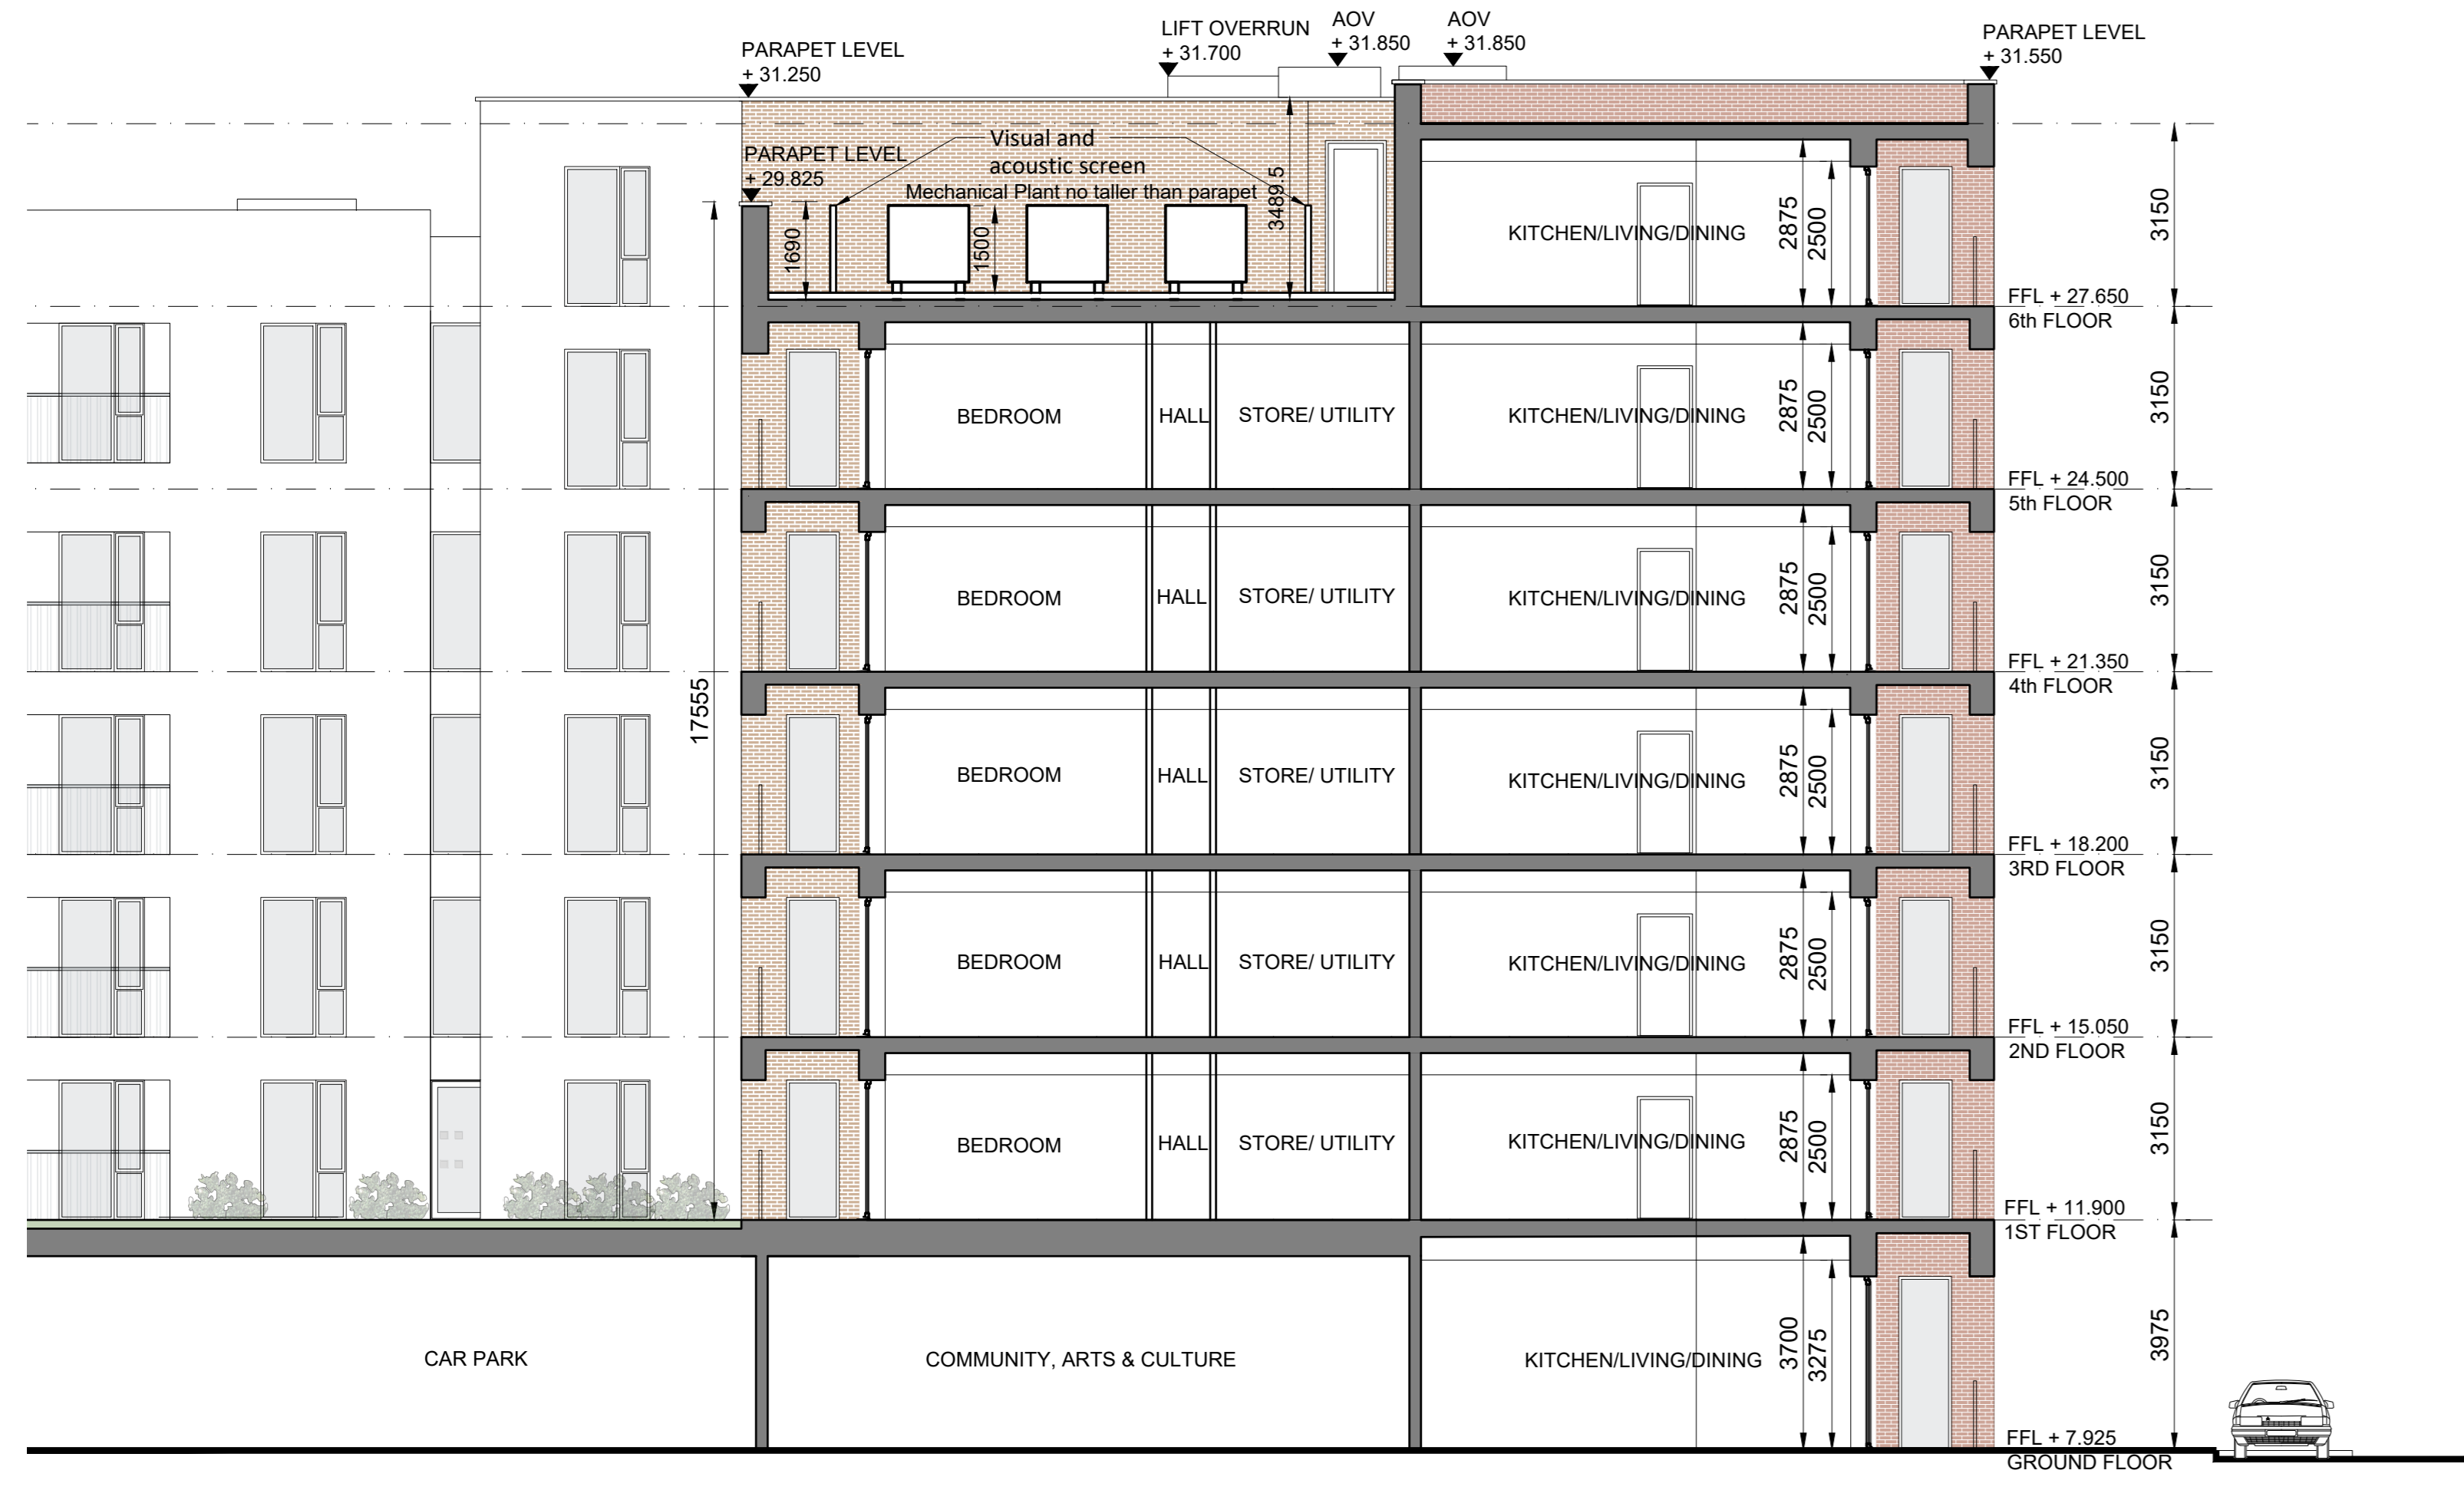 LIFT OVERRUN
+ 31.700
AOV
+ 31.850
AOV
+ 31.850
PARAPET LEVEL
+ 31.550
PARAPET LEVEL
+ 31.250
Visual and
acoustic screen
PARAPET LEVEL
+ 29.825
Mechanical Plant no taller than parapet
1690
1500
3489.5
KITCHEN/LIVING/DINING
2875
2500
3150
FFL + 27.650
6th FLOOR
BEDROOM
HALL
STORE/ UTILITY
KITCHEN/LIVING/DINING
2875
2500
3150
FFL + 24.500
5th FLOOR
BEDROOM
HALL
STORE/ UTILITY
KITCHEN/LIVING/DINING
2875
2500
3150
FFL + 21.350
4th FLOOR
17555
BEDROOM
HALL
STORE/ UTILITY
KITCHEN/LIVING/DINING
2875
2500
3150
FFL + 18.200
3RD FLOOR
BEDROOM
HALL
STORE/ UTILITY
KITCHEN/LIVING/DINING
2875
2500
3150
FFL + 15.050
2ND FLOOR
BEDROOM
HALL
STORE/ UTILITY
KITCHEN/LIVING/DINING
2875
2500
3150
FFL + 11.900
1ST FLOOR
CAR PARK
COMMUNITY, ARTS & CULTURE
KITCHEN/LIVING/DINING
3700
3275
3975
FFL + 7.925
GROUND FLOOR